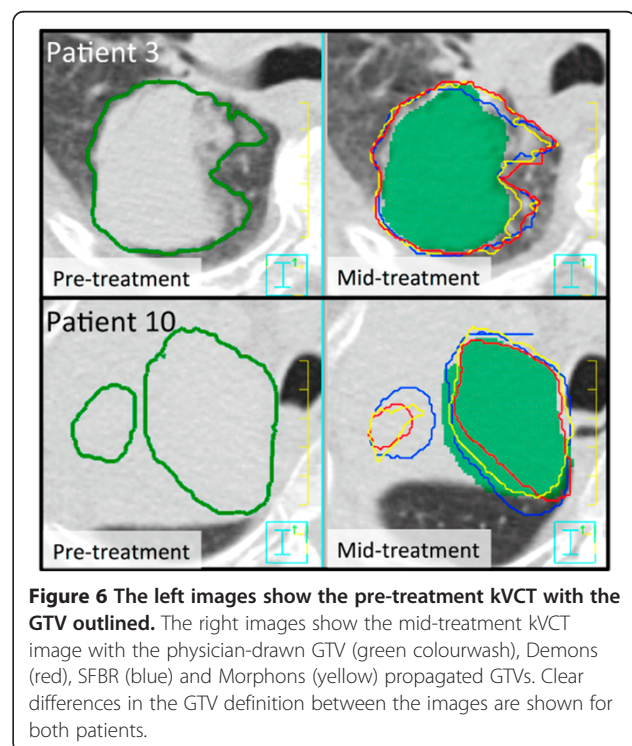 Patient 3
Pre-treatment
Mid-treatment
Patient 10
Pre-treatment
Mid-treatment
Figure 6 The left images show the pre-treatment kVCT with the
GTV outlined. The right images show the mid-treatment kVCT
image with the physician-drawn GTV (green colourwash), Demons
(red), SFBR (blue) and Morphons (yellow) propagated GTVs. Clear
differences in the GTV definition between the images are shown for
both patients.